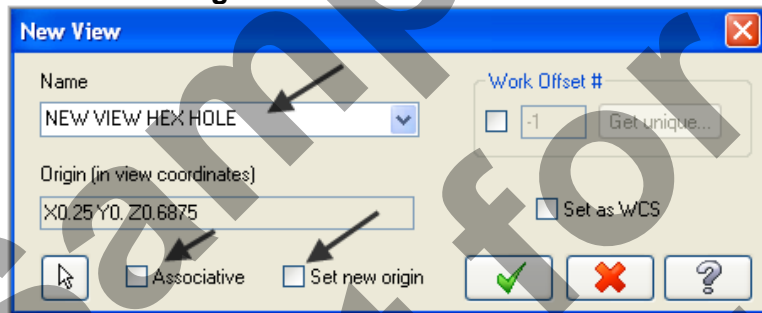 New View
Name
NEW VIEW HEX HOLE
Work Offset #
-1 Get unique...
Origin (in view coordinates)
X0.25 Y0. Z0.6875
Set as WCS
Associative Set new origin